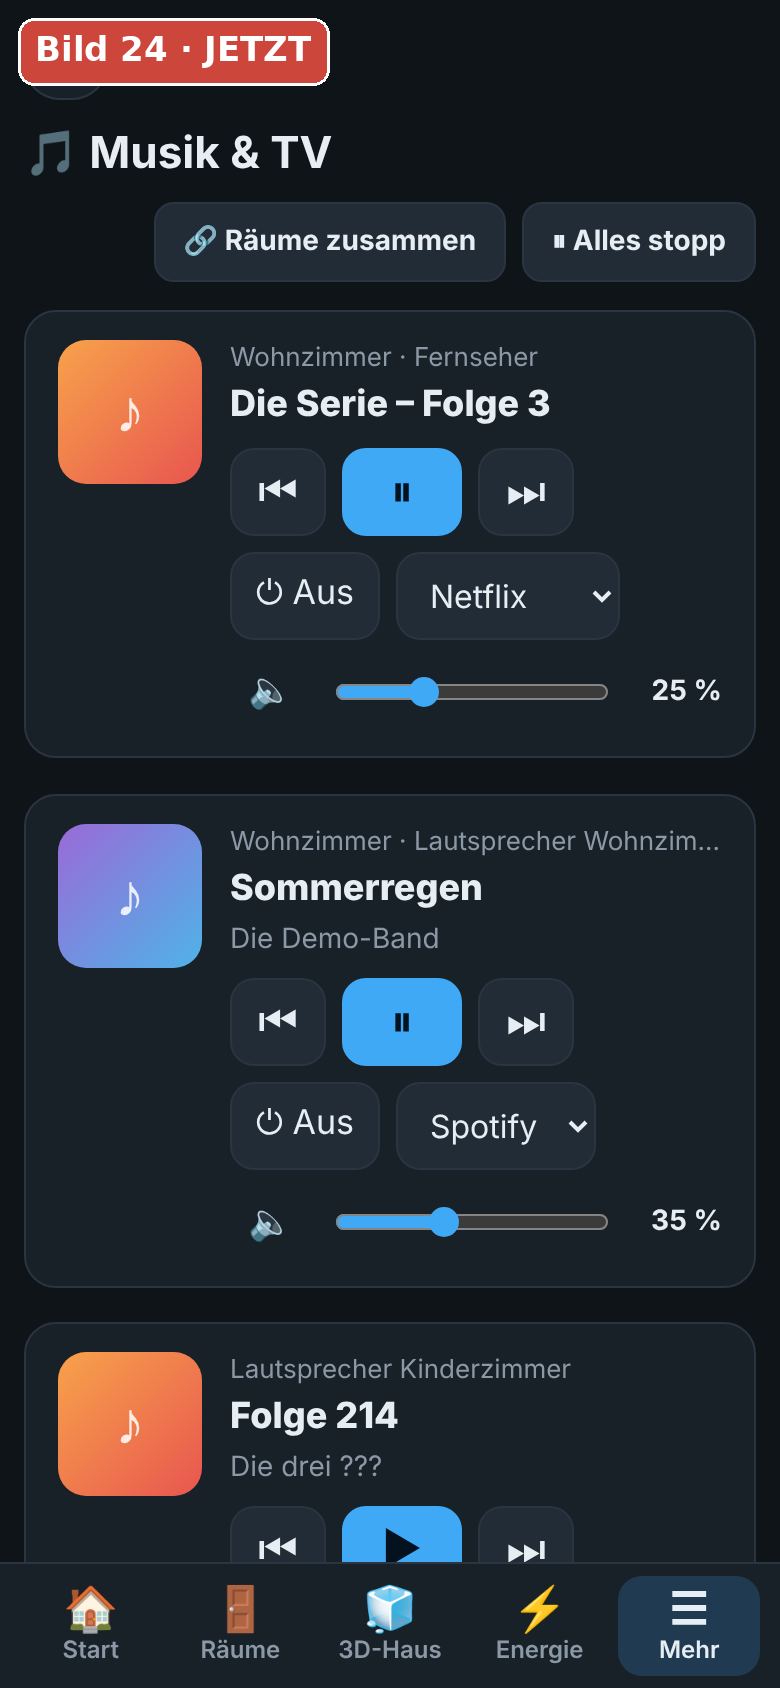 Bild 24 · JETZT
Musik & TV
Räume zusammen
Alles stopp
Wohnzimmer · Fernseher
Die Serie – Folge 3
Aus
Netflix
25 %
Wohnzimmer · Lautsprecher Wohnzim...
Sommerregen
Die Demo-Band
Aus
Spotify
35 %
Lautsprecher Kinderzimmer
Folge 214
Die drei ???
Start
Räume
3D-Haus
Energie
Mehr